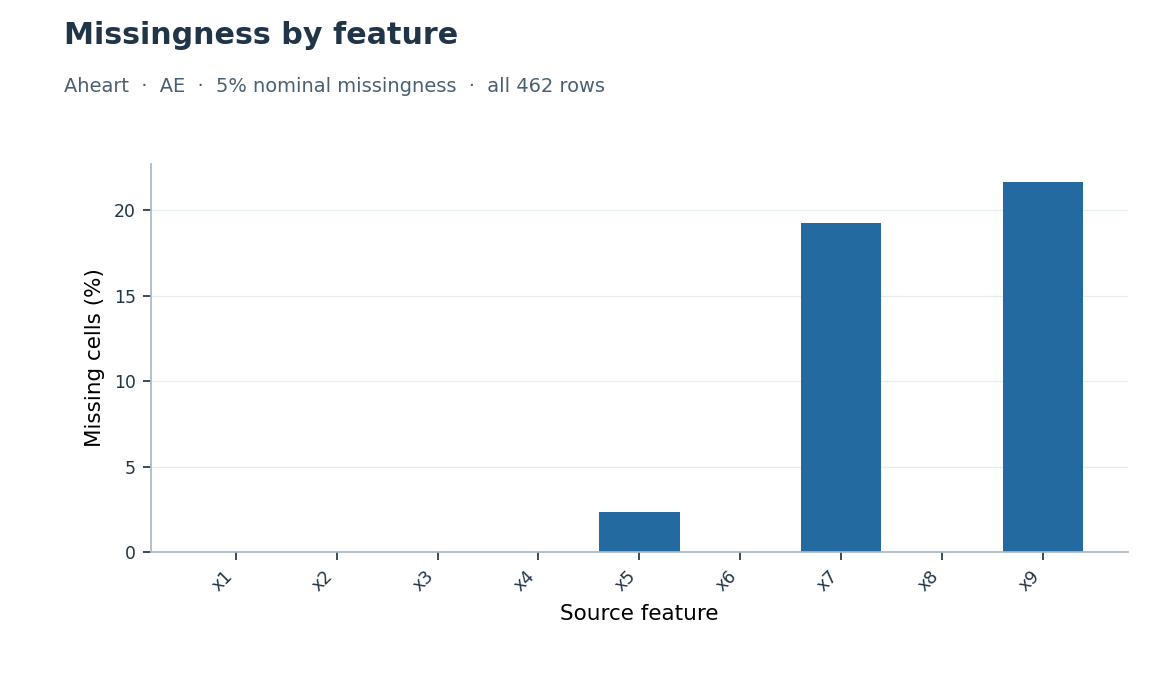 Missingness by feature
Aheart · AE · 5% nominal missingness · all 462 rows
Missing cells (%)
20
15
10
5
0
x1 x2 x3 x4 x5 x6 x7 x8 x9
Source feature